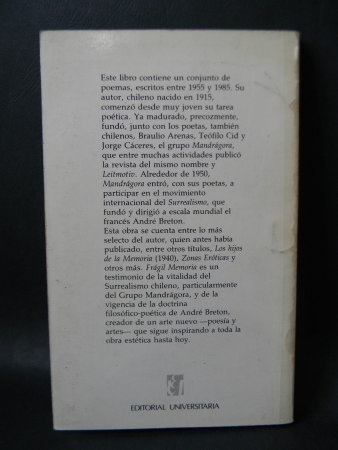 Este libro contiene un conjunto de
poemas, escritos entre 1955 y 1985. Su
autor, chileno nacido en 1915,
comenzó desde muy joven su tarea
poética. Ya madurado, precozmente,
fundó, junto con los poetas, también
chilenos, Braulio Arenas, Teófilo Cid y
Jorge Cáceres, el grupo Mandrágora,
que entre muchas actividades publicó
la revista del mismo nombre y
Leitmotiv. Alrededor de 1950,
Mandrágora entró, con sus poetas, a
participar en el movimiento
internacional del Surrealismo, que
fundó y dirigió a escala mundial el
francés André Breton.
Esta obra se cuenta entre lo más
selecto del autor, quien antes había
publicado, entre otros títulos, Los hijos
de la Memoria (1940), Zonas Eróticas y
otros más. Frágil Memoria es un
testimonio de la vitalidad del
Surrealismo chileno, particularmente
del Grupo Mandrágora, y de la
vigencia de la doctrina
filosófico-poética de André Breton,
creador de un arte nuevo —poesía y
artes— que sigue inspirando a toda la
obra estética hasta hoy.
EDITORIAL UNIVERSITARIA